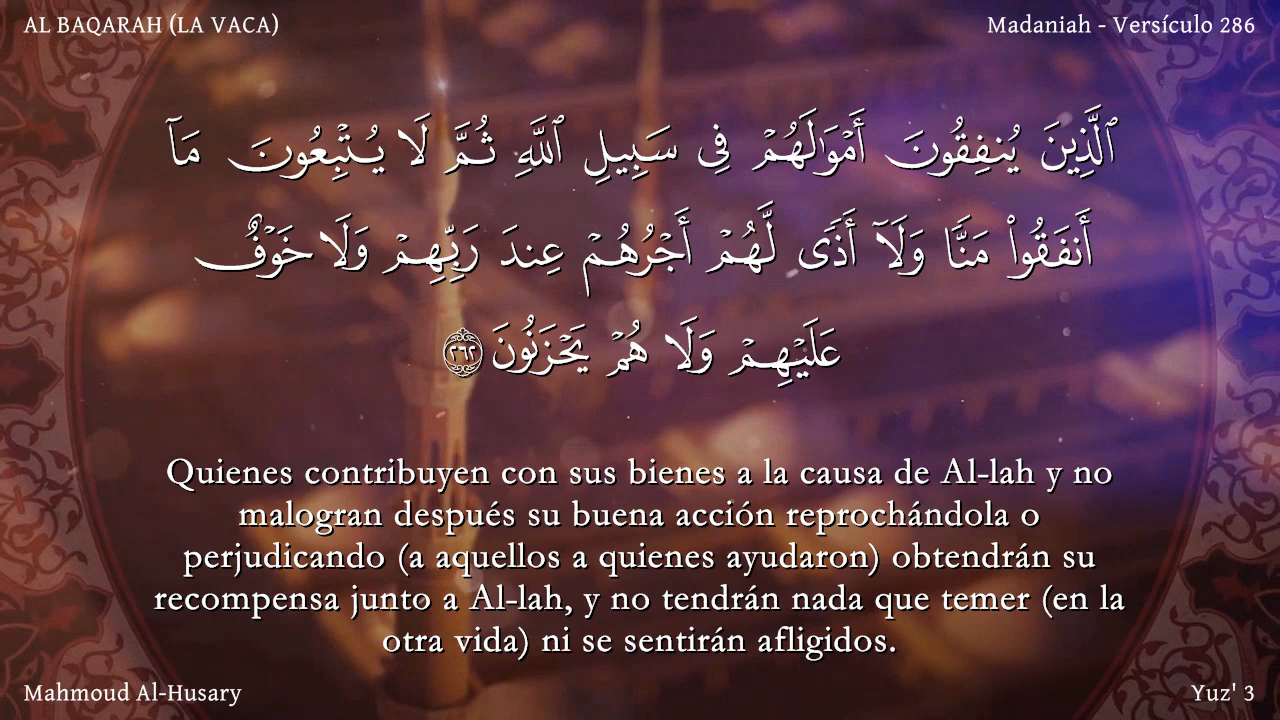 AL BAQARAH (LA VACA)
Madaniah - Versículo 286
ٱلَّذِينَ يُنفِقُونَ أَمْوَٰلَهُمْ فِى سَبِيلِ ٱللَّهِ ثُمَّ لَا يُتْبِعُونَ مَآ
أَنفَقُوا۟ مَنًّا وَلَآ أَذًى لَّهُمْ أَجْرُهُمْ عِندَ رَبِّهِمْ وَلَا خَوْفٌ
عَلَيْهِمْ وَلَا هُمْ يَحْزَنُونَ ٢٦٢
Quienes contribuyen con sus bienes a la causa de Al-lah y no
malogran después su buena acción reprochándola o
perjudicando (a aquellos a quienes ayudaron) obtendrán su
recompensa junto a Al-lah, y no tendrán nada que temer (en la
otra vida) ni se sentirán afligidos.
Mahmoud Al-Husary
Yuz' 3